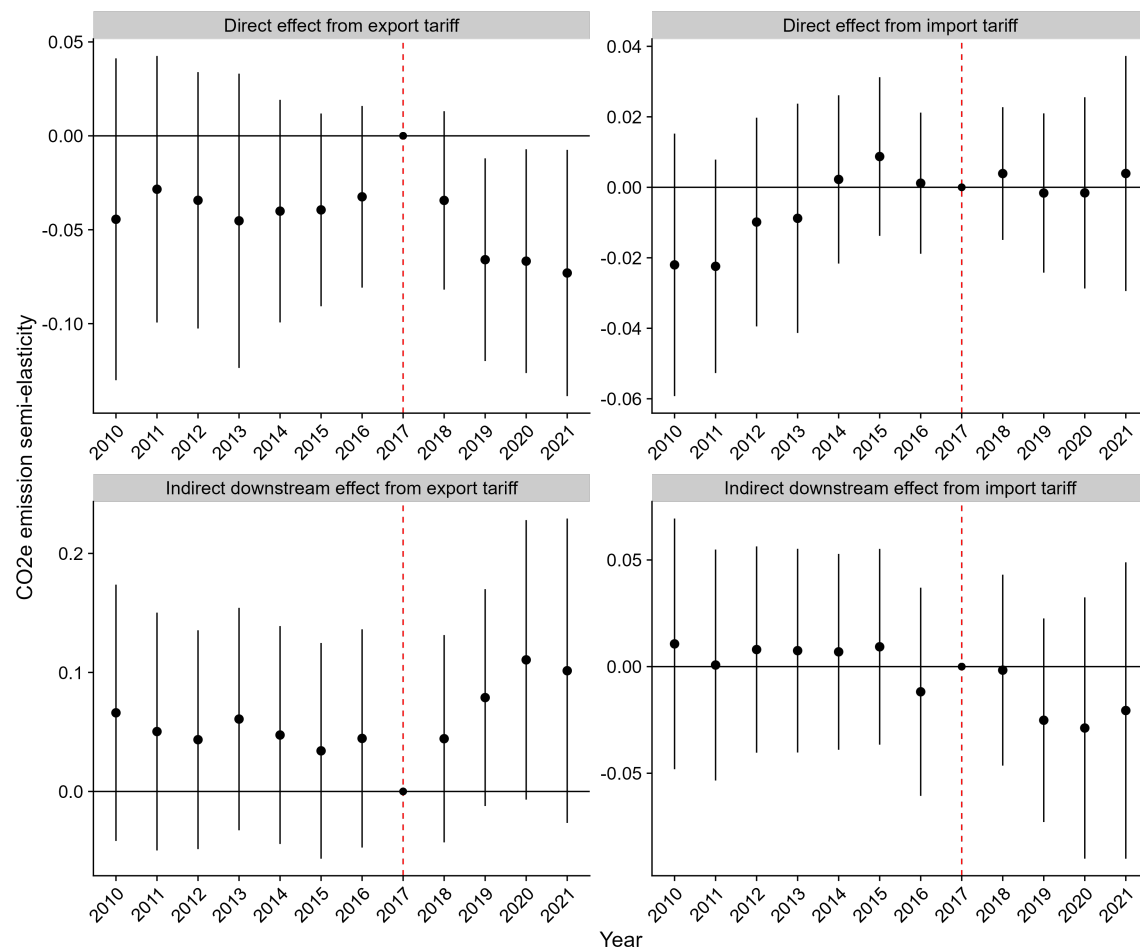 Direct effect from export tariff
Direct effect from import tariff
0.05
0.00
-0.05
-0.10
0.04
0.02
0.00
-0.02
-0.04
-0.06
2010 2011 2012 2013 2014 2015 2016 2017 2018 2019 2020 2021
2010 2011 2012 2013 2014 2015 2016 2017 2018 2019 2020 2021
CO2e emission semi-elasticity
Indirect downstream effect from export tariff
Indirect downstream effect from import tariff
0.2
0.1
0.0
0.05
0.00
-0.05
2010 2011 2012 2013 2014 2015 2016 2017 2018 2019 2020 2021
2010 2011 2012 2013 2014 2015 2016 2017 2018 2019 2020 2021
Year